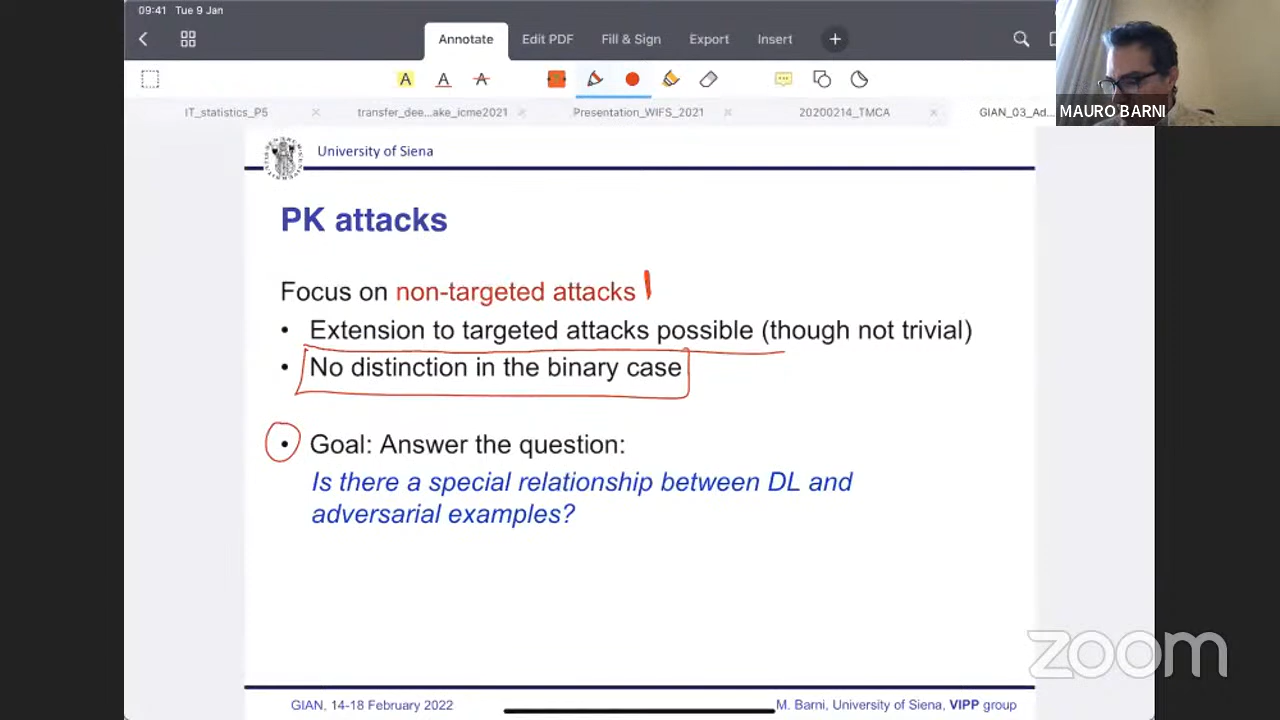 09:41 Tue 9 Jan
Annotate Edit PDF Fill & Sign Export Insert
A A A
IT_statistics_P5 transfer_dee...ake_icme2021 Presentation_WIFS_2021 20200214_TMCA GIAN_03_Ad...
MAURO BARNI
University of Siena
PK attacks
Focus on non-targeted attacks
• Extension to targeted attacks possible (though not trivial)
• No distinction in the binary case
• Goal: Answer the question:
Is there a special relationship between DL and
adversarial examples?
zoom
GIAN, 14-18 February 2022 M. Barni, University of Siena, VIPP group